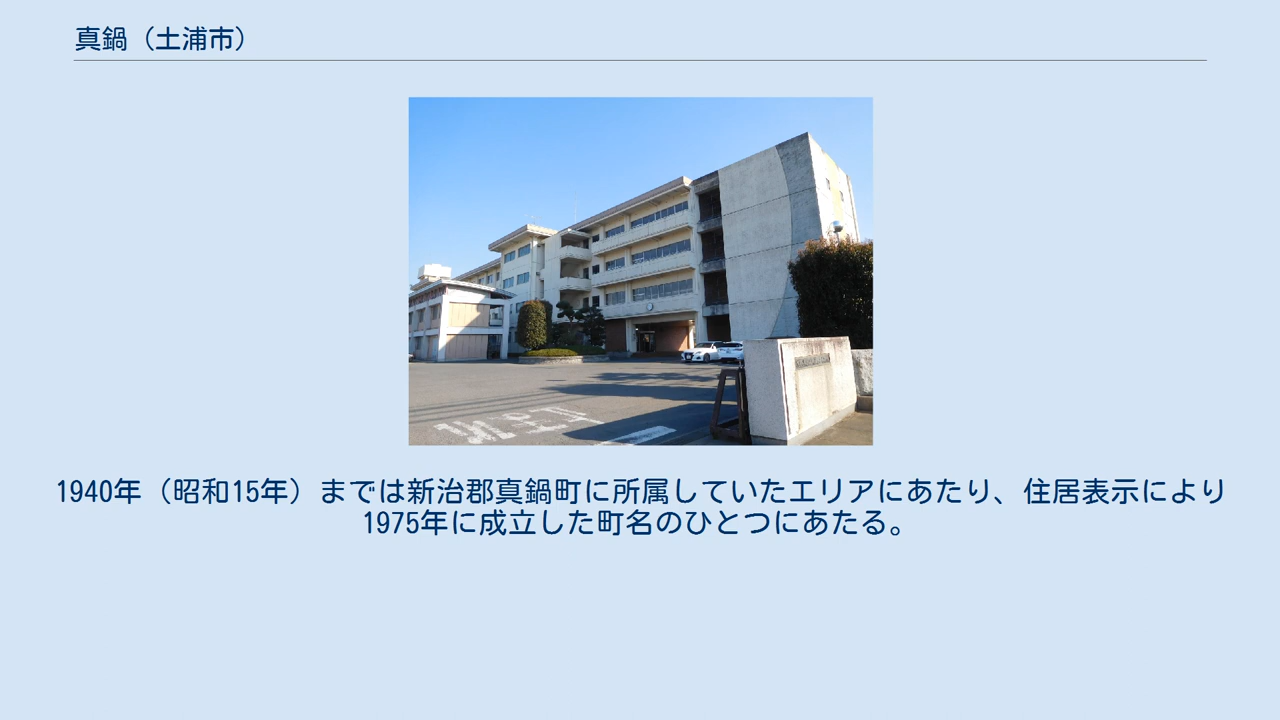 真鍋（土浦市）
1940年（昭和15年）までは新治郡真鍋町に所属していたエリアにあたり、住居表示により
1975年に成立した町名のひとつにあたる。